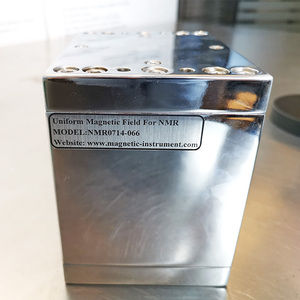 Uniform Magnetic Field For NMR
MODEL:NMR0714-066
Website: www.magnetic-instrument.com